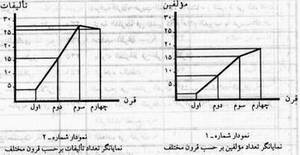 مؤلفین
۳۰
۲۵
۲۰
۱۵
۱۰
۵
اول
دوم
سوم
چهارم
قرن
نمودار شماره ـ ۱
نمایانگر تعداد مؤلفین بر حسب قرون مختلف
تألیفات
۳۰
۲۵
۲۰
۱۵
۱۰
۵
اول
دوم
سوم
چهارم
قرن
نمودار شماره ـ ۲
نمایانگر تعداد تألیفات بر حسب قرون مختلف